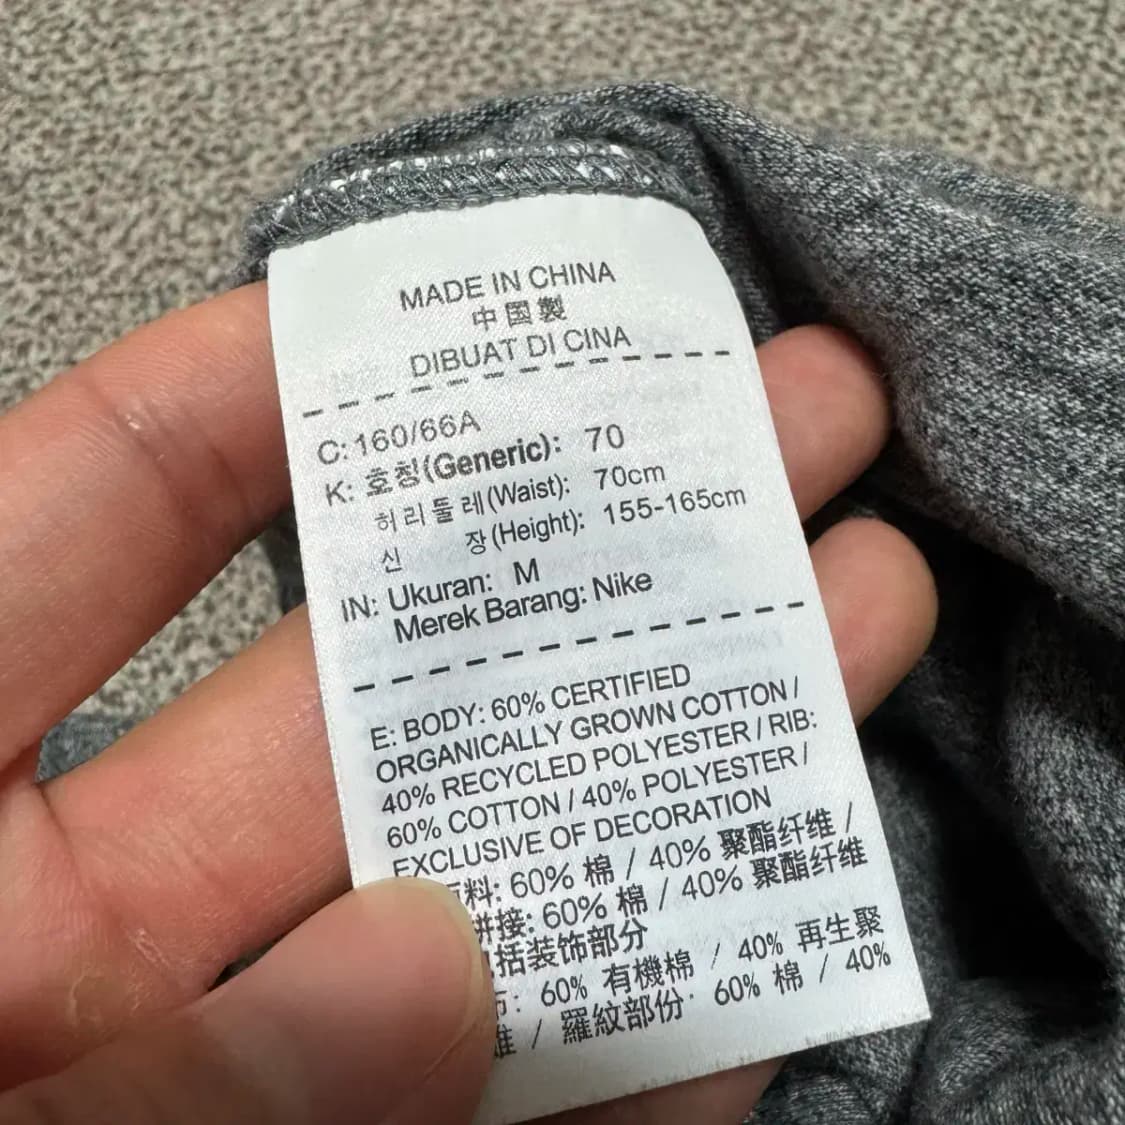 MADE IN CHINA
中国製
DIBUAT DI CINA
C: 160/66A
K: 호칭(Generic): 70
허리둘레(Waist): 70cm
신 장(Height): 155-165cm
IN: Ukuran: M
Merek Barang: Nike
E: BODY: 60% CERTIFIED
ORGANICALLY GROWN COTTON /
40% RECYCLED POLYESTER / RIB:
60% COTTON / 40% POLYESTER /
EXCLUSIVE OF DECORATION
料: 60% 棉 / 40% 聚酯纤维 /
拼接: 60% 棉 / 40% 聚酯纤维
括装饰部分
布: 60% 有機棉 / 40% 再生聚
維 / 羅紋部份: 60% 棉 / 40%